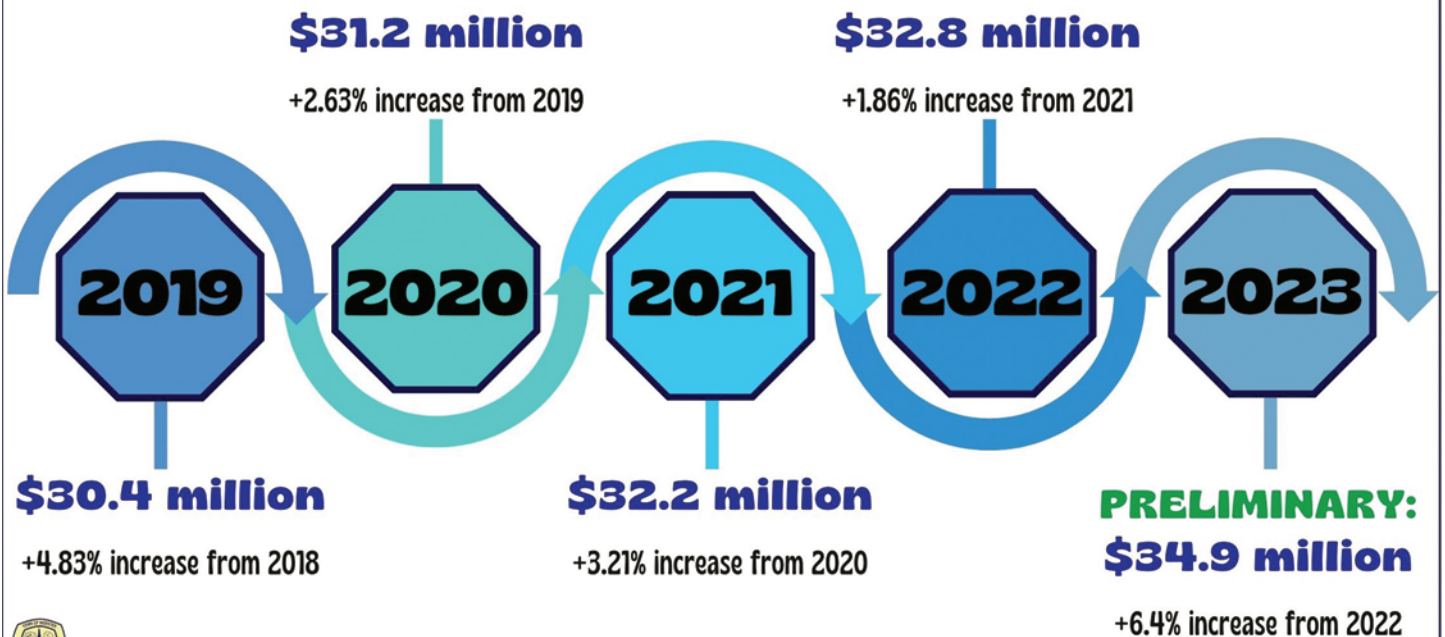 $31.2 million
+2.63% increase from 2019
$32.8 million
+1.86% increase from 2021
2019
2020
2021
2022
2023
$30.4 million
+4.83% increase from 2018
$32.2 million
+3.21% increase from 2020
PRELIMINARY:
$34.9 million
+6.4% increase from 2022